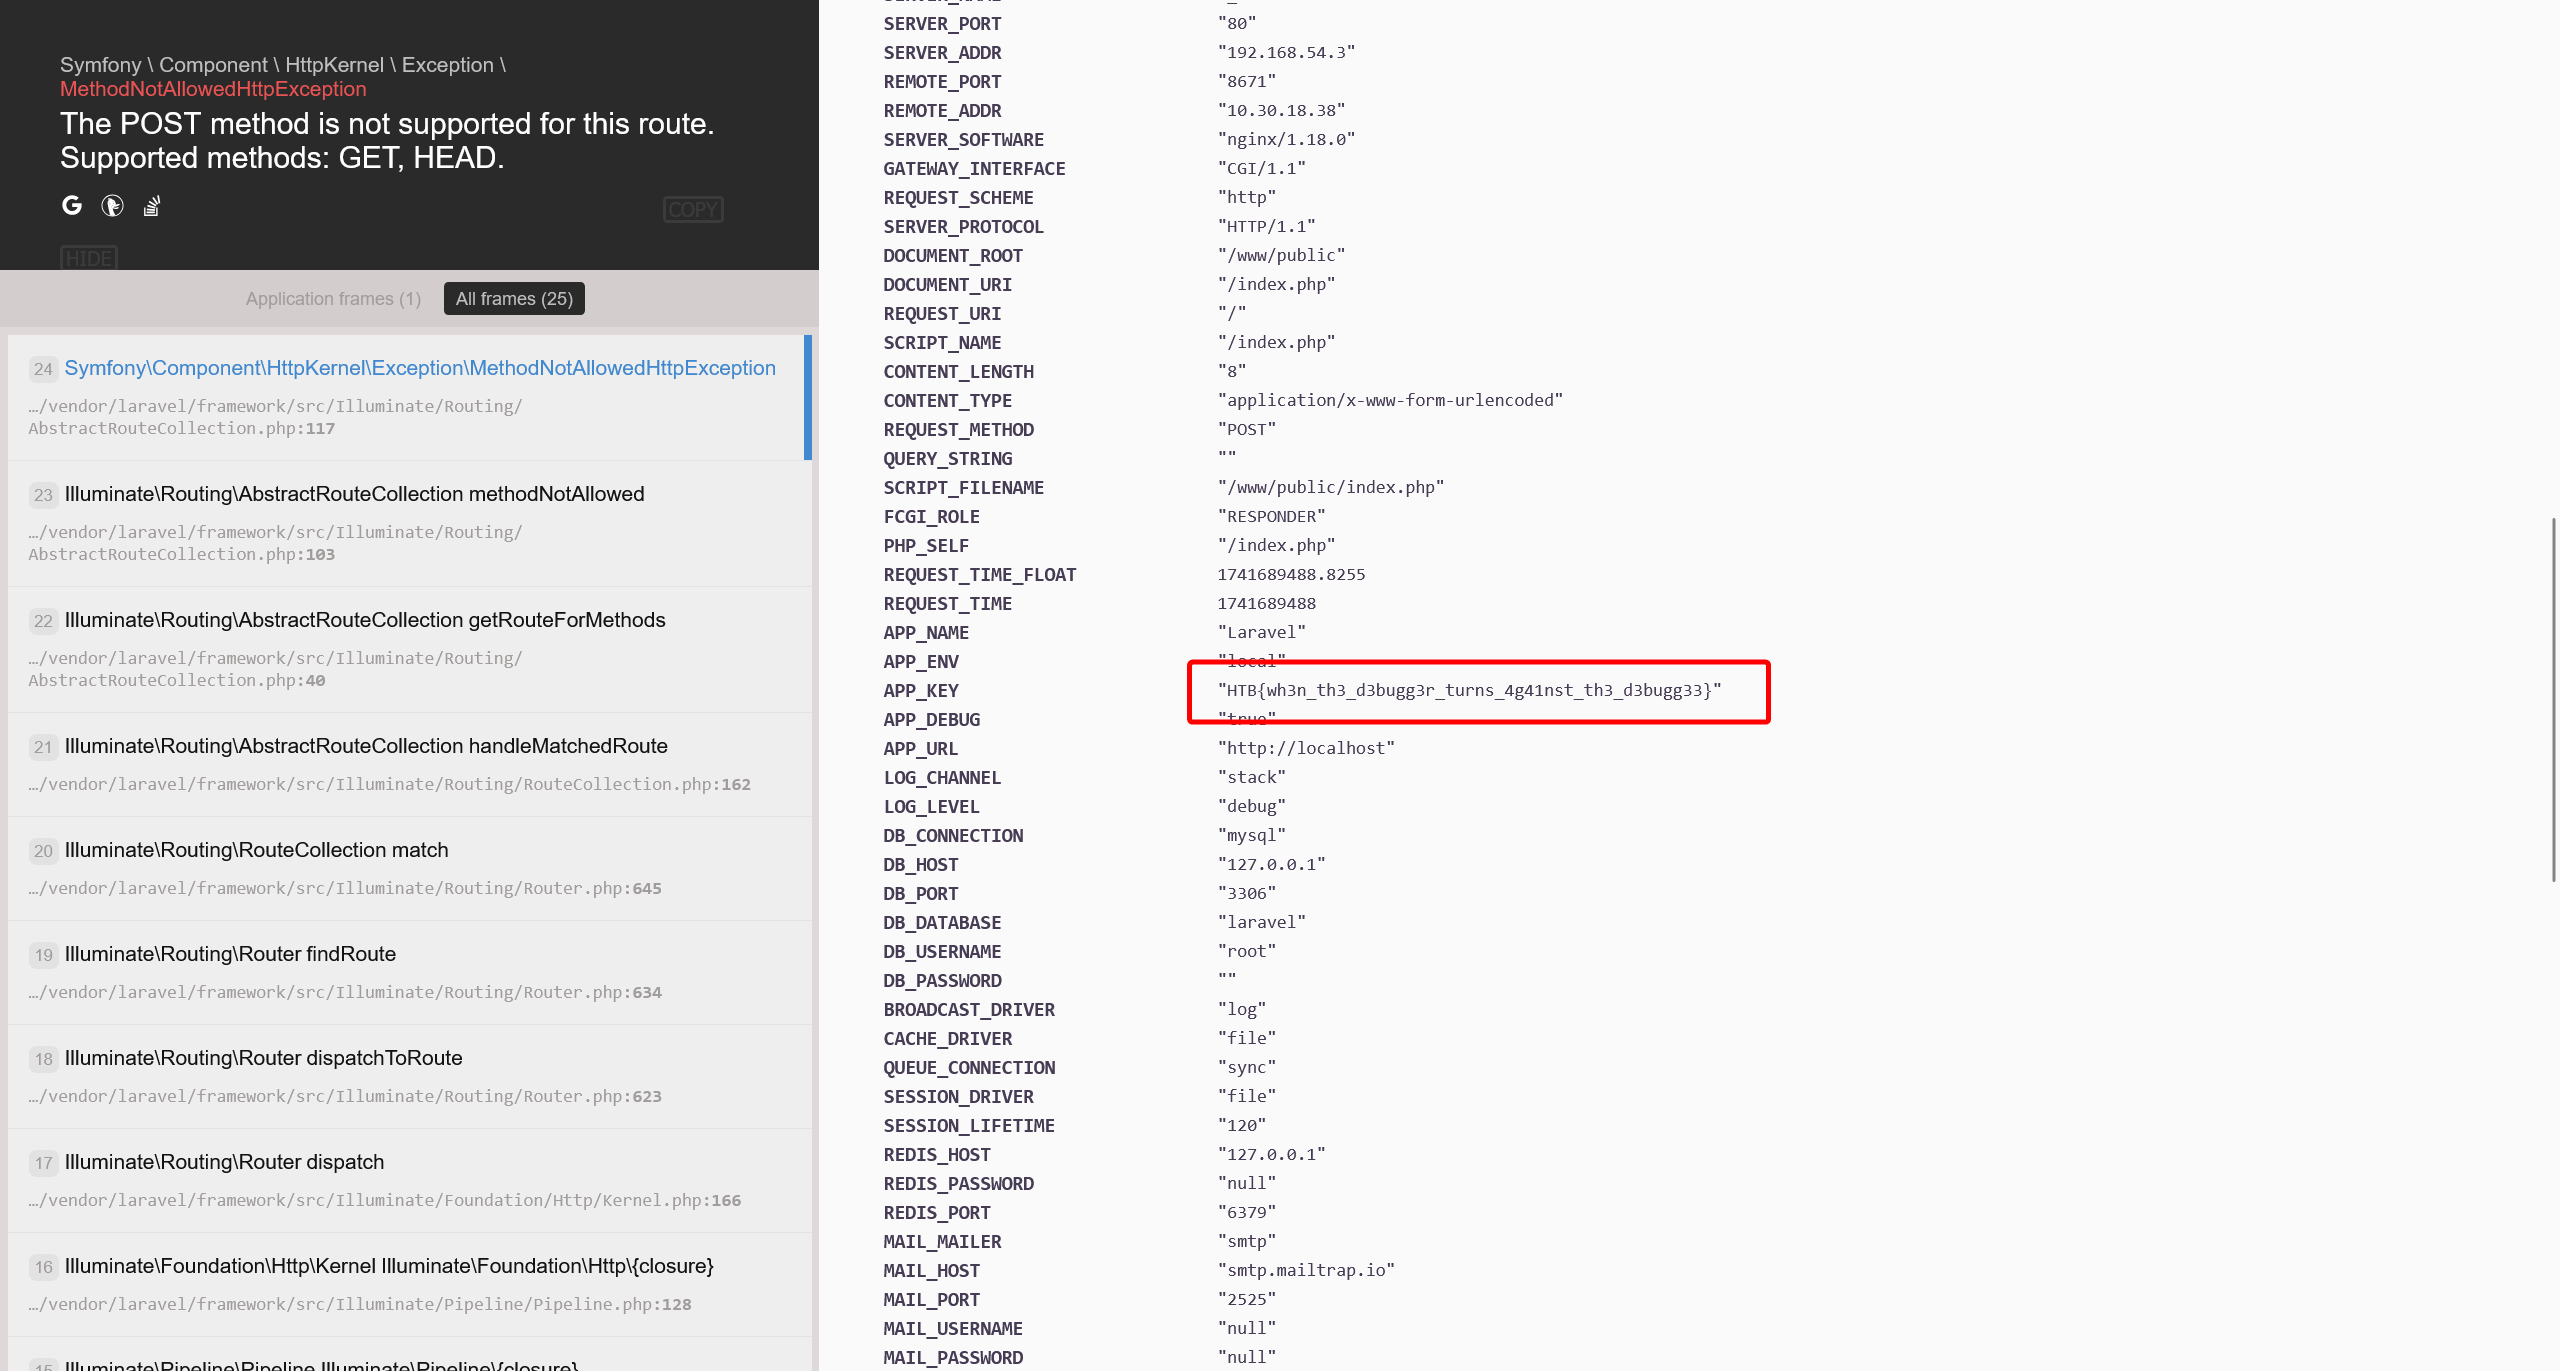 Symfony \ Component \ HttpKernel \ Exception \
MethodNotAllowedHttpException
The POST method is not supported for this route.
Supported methods: GET, HEAD.
COPY
HIDE
Application frames (1) All frames (25)
24 Symfony\Component\HttpKernel\Exception\MethodNotAllowedHttpException
…/vendor/laravel/framework/src/Illuminate/Routing/
AbstractRouteCollection.php:117
23 Illuminate\Routing\AbstractRouteCollection methodNotAllowed
…/vendor/laravel/framework/src/Illuminate/Routing/
AbstractRouteCollection.php:103
22 Illuminate\Routing\AbstractRouteCollection getRouteForMethods
…/vendor/laravel/framework/src/Illuminate/Routing/
AbstractRouteCollection.php:40
21 Illuminate\Routing\AbstractRouteCollection handleMatchedRoute
…/vendor/laravel/framework/src/Illuminate/Routing/RouteCollection.php:162
20 Illuminate\Routing\RouteCollection match
…/vendor/laravel/framework/src/Illuminate/Routing/Router.php:645
19 Illuminate\Routing\Router findRoute
…/vendor/laravel/framework/src/Illuminate/Routing/Router.php:634
18 Illuminate\Routing\Router dispatchToRoute
…/vendor/laravel/framework/src/Illuminate/Routing/Router.php:623
17 Illuminate\Routing\Router dispatch
…/vendor/laravel/framework/src/Illuminate/Foundation/Http/Kernel.php:166
16 Illuminate\Foundation\Http\Kernel Illuminate\Foundation\Http\{closure}
…/vendor/laravel/framework/src/Illuminate/Pipeline/Pipeline.php:128
15 Illuminate\Pipeline\Pipeline Illuminate\Pipeline\{closure}
SERVER_PORT "80"
SERVER_ADDR "192.168.54.3"
REMOTE_PORT "8671"
REMOTE_ADDR "10.30.18.38"
SERVER_SOFTWARE "nginx/1.18.0"
GATEWAY_INTERFACE "CGI/1.1"
REQUEST_SCHEME "http"
SERVER_PROTOCOL "HTTP/1.1"
DOCUMENT_ROOT "/www/public"
DOCUMENT_URI "/index.php"
REQUEST_URI "/"
SCRIPT_NAME "/index.php"
CONTENT_LENGTH "8"
CONTENT_TYPE "application/x-www-form-urlencoded"
REQUEST_METHOD "POST"
QUERY_STRING ""
SCRIPT_FILENAME "/www/public/index.php"
FCGI_ROLE "RESPONDER"
PHP_SELF "/index.php"
REQUEST_TIME_FLOAT 1741689488.8255
REQUEST_TIME 1741689488
APP_NAME "Laravel"
APP_ENV "local"
APP_KEY "HTB{wh3n_th3_d3bugg3r_turns_4g41nst_th3_d3bugg33}"
APP_DEBUG "true"
APP_URL "http://localhost"
LOG_CHANNEL "stack"
LOG_LEVEL "debug"
DB_CONNECTION "mysql"
DB_HOST "127.0.0.1"
DB_PORT "3306"
DB_DATABASE "laravel"
DB_USERNAME "root"
DB_PASSWORD ""
BROADCAST_DRIVER "log"
CACHE_DRIVER "file"
QUEUE_CONNECTION "sync"
SESSION_DRIVER "file"
SESSION_LIFETIME "120"
REDIS_HOST "127.0.0.1"
REDIS_PASSWORD "null"
REDIS_PORT "6379"
MAIL_MAILER "smtp"
MAIL_HOST "smtp.mailtrap.io"
MAIL_PORT "2525"
MAIL_USERNAME "null"
MAIL_PASSWORD "null"